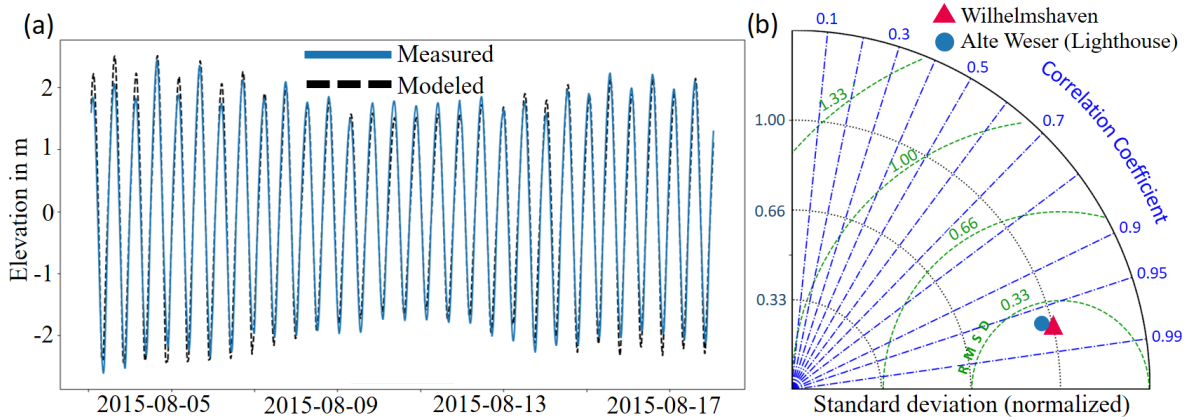 (a)
Measured
Modeled
Elevation in m
2
1
0
-1
-2
2015-08-05
2015-08-09
2015-08-13
2015-08-17
(b)
Wilhelmshaven
Alte Weser (Lighthouse)
Correlation Coefficient
0.1
0.3
0.5
0.7
0.9
0.95
0.99
1.33
1.00
0.66
0.33
RMSD
1.00
0.66
0.33
Standard deviation (normalized)